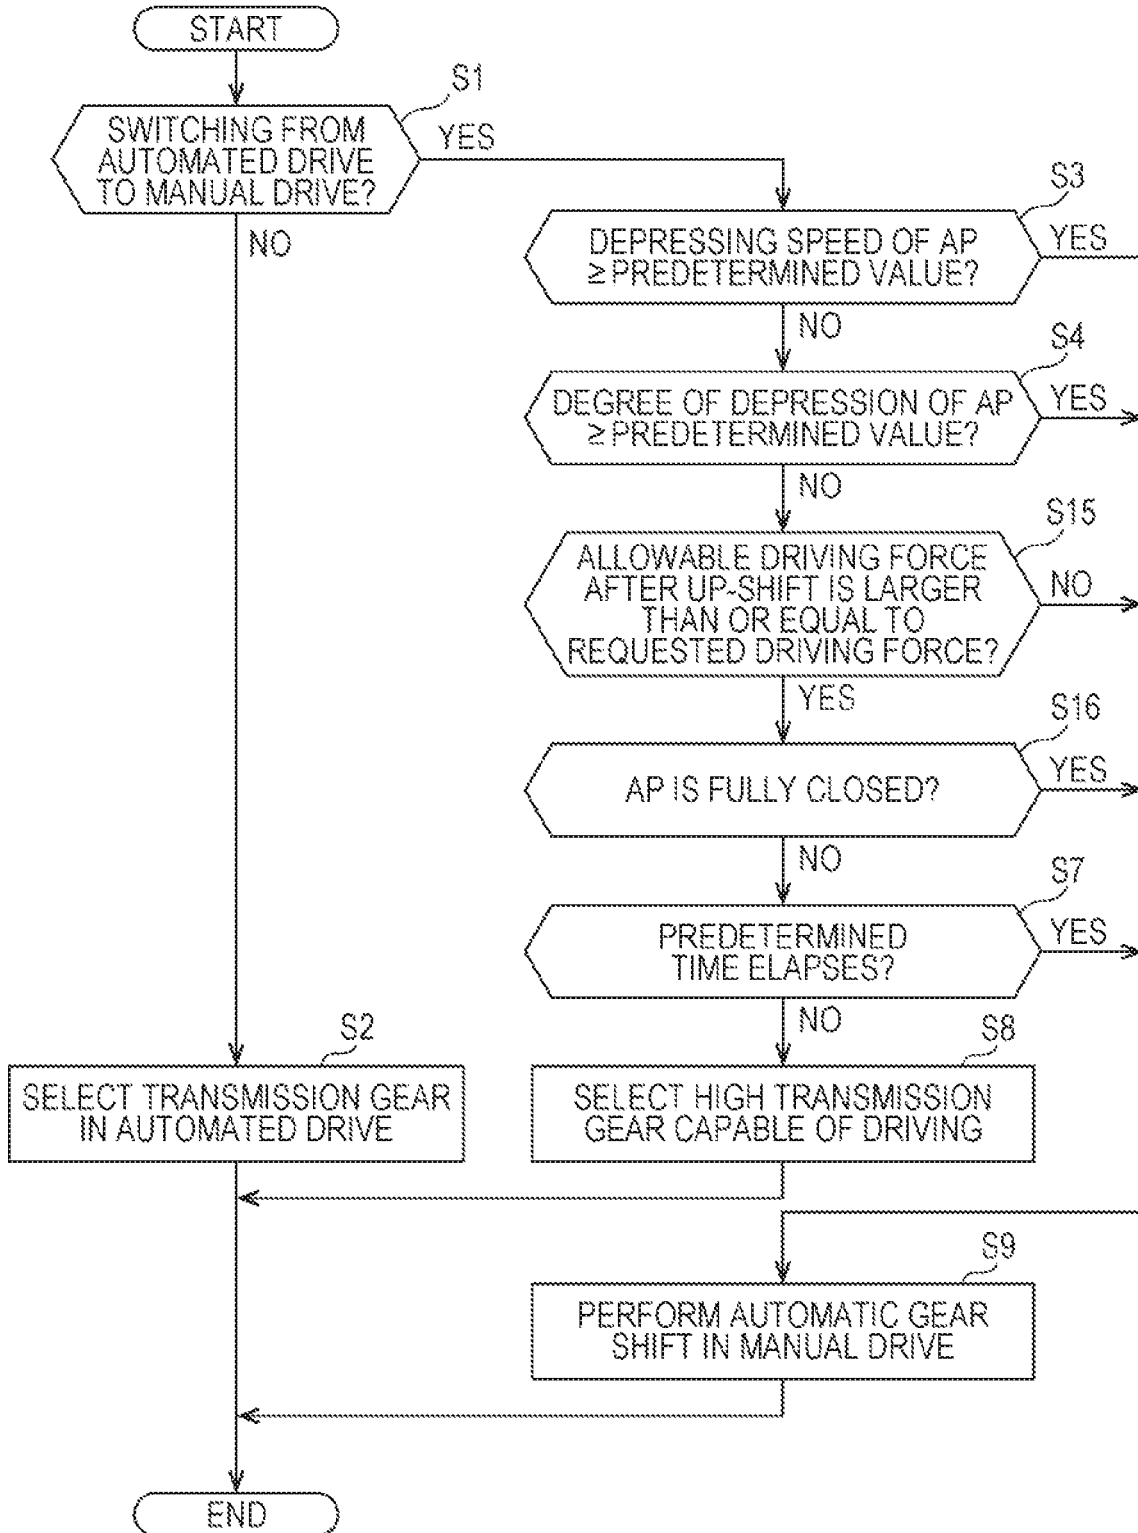 START
S1
SWITCHING FROM
AUTOMATED DRIVE
TO MANUAL DRIVE?
YES
NO
S3
DEPRESSING SPEED OF AP
≥ PREDETERMINED VALUE?
YES
NO
S4
DEGREE OF DEPRESSION OF AP
≥ PREDETERMINED VALUE?
YES
NO
S15
ALLOWABLE DRIVING FORCE
AFTER UP-SHIFT IS LARGER
THAN OR EQUAL TO
REQUESTED DRIVING FORCE?
NO
YES
S16
AP IS FULLY CLOSED?
YES
NO
S7
PREDETERMINED
TIME ELAPSES?
YES
NO
S2
SELECT TRANSMISSION GEAR
IN AUTOMATED DRIVE
S8
SELECT HIGH TRANSMISSION
GEAR CAPABLE OF DRIVING
S9
PERFORM AUTOMATIC GEAR
SHIFT IN MANUAL DRIVE
END